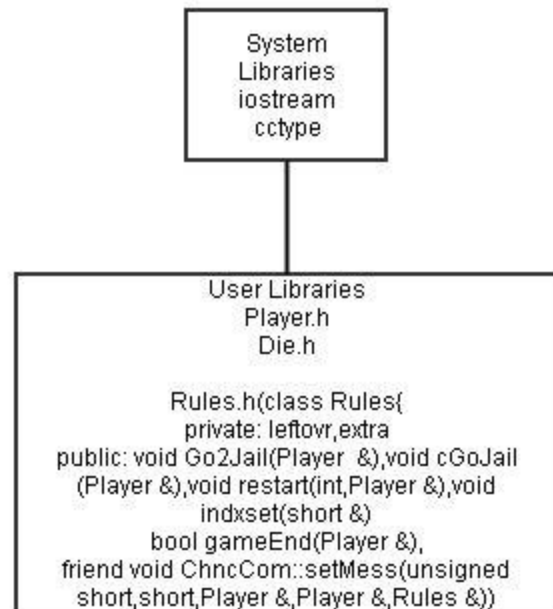 System
Libraries
iostream
cctype
User Libraries
Player.h
Die.h
Rules.h(class Rules{
private: leftovr,extra
public: void Go2Jail(Player &),void cGoJail
(Player &),void restart(int,Player &),void
indxset(short &)
bool gameEnd(Player &),
friend void ChncCom::setMess(unsigned
short,short,Player &,Player &,Rules &))